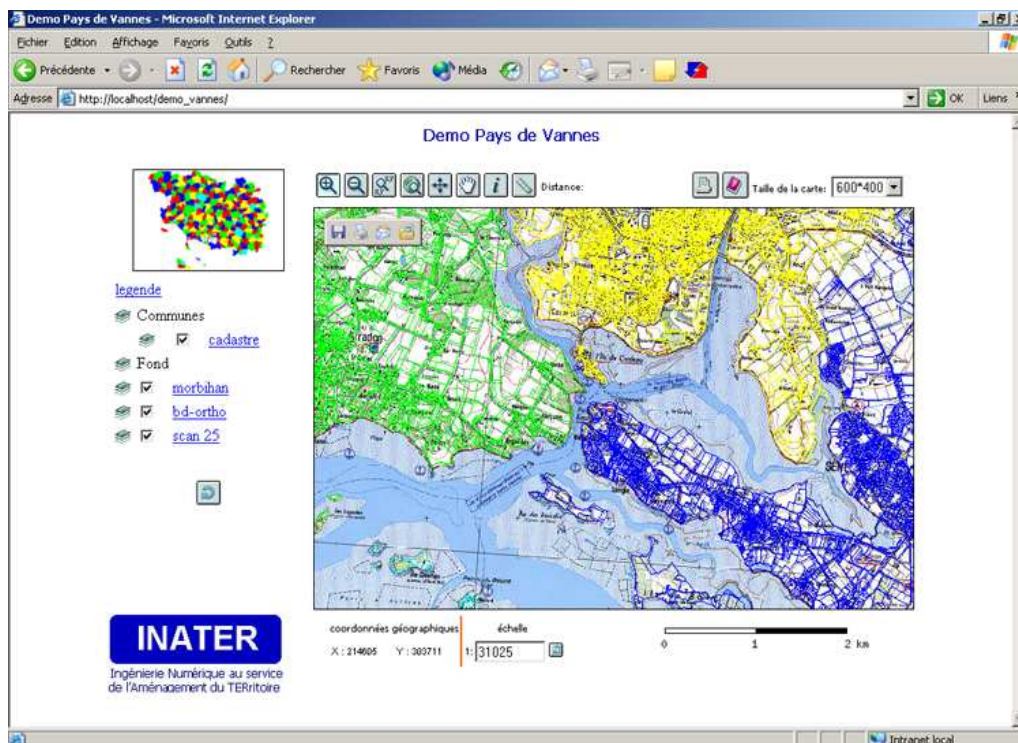 Demo Pays de Vannes - Microsoft Internet Explorer
Fichier Edition Affichage Favoris Outils ?
Précédente Rechercher Favoris Média
Adresse http://localhost/demo_vannes/ OK Liens
Demo Pays de Vannes
Distance: Taille de la carte: 600*400
legende
Communes
cadastre
Fond
morbihan
bd-ortho
scan 25
SENE
INATER
Ingénierie Numérique au service
de l'Aménagement du TERritoire
coordonnées géographiques échelle
X : 214605 Y : 303711 1: 31025
0 1 2 km
Intranet local